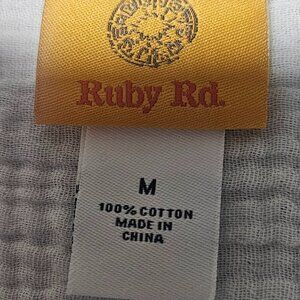 Ruby Rd.
M
100% COTTON
MADE IN
CHINA